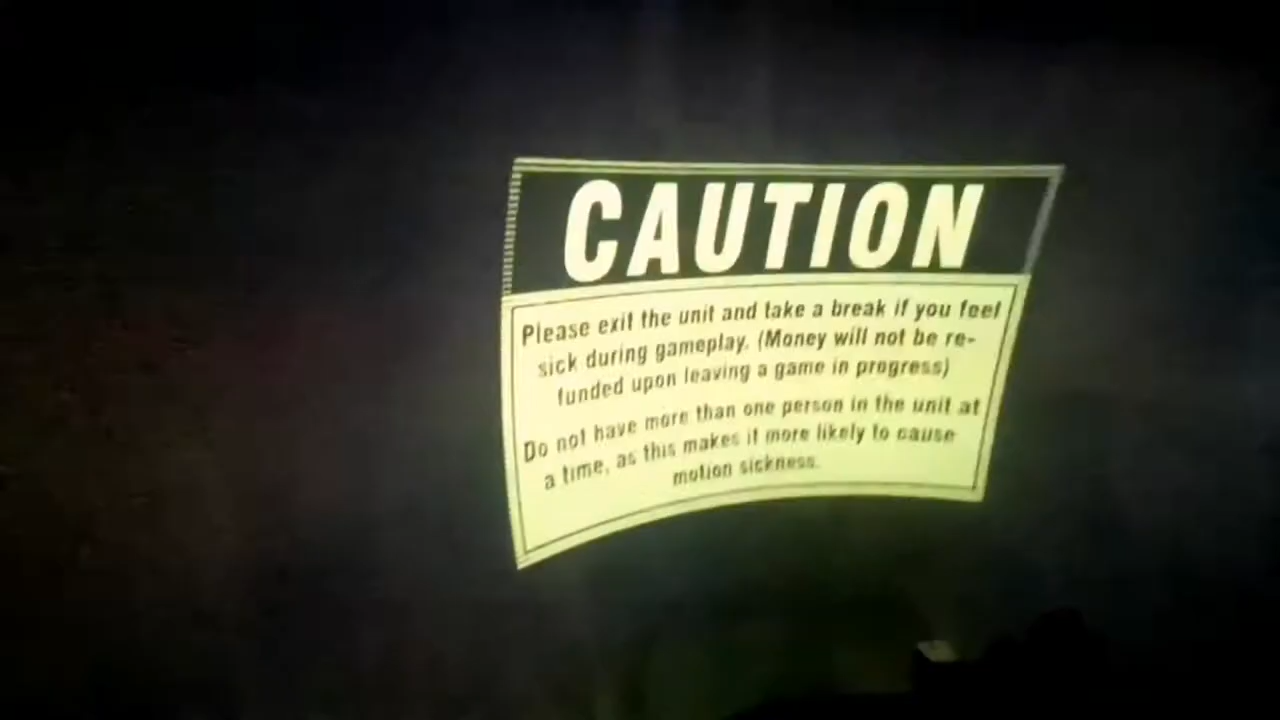 CAUTION
Please exit the unit and take a break if you feel
sick during gameplay. (Money will not be re-
funded upon leaving a game in progress)
Do not have more than one person in the unit at
a time, as this makes it more likely to cause
motion sickness.